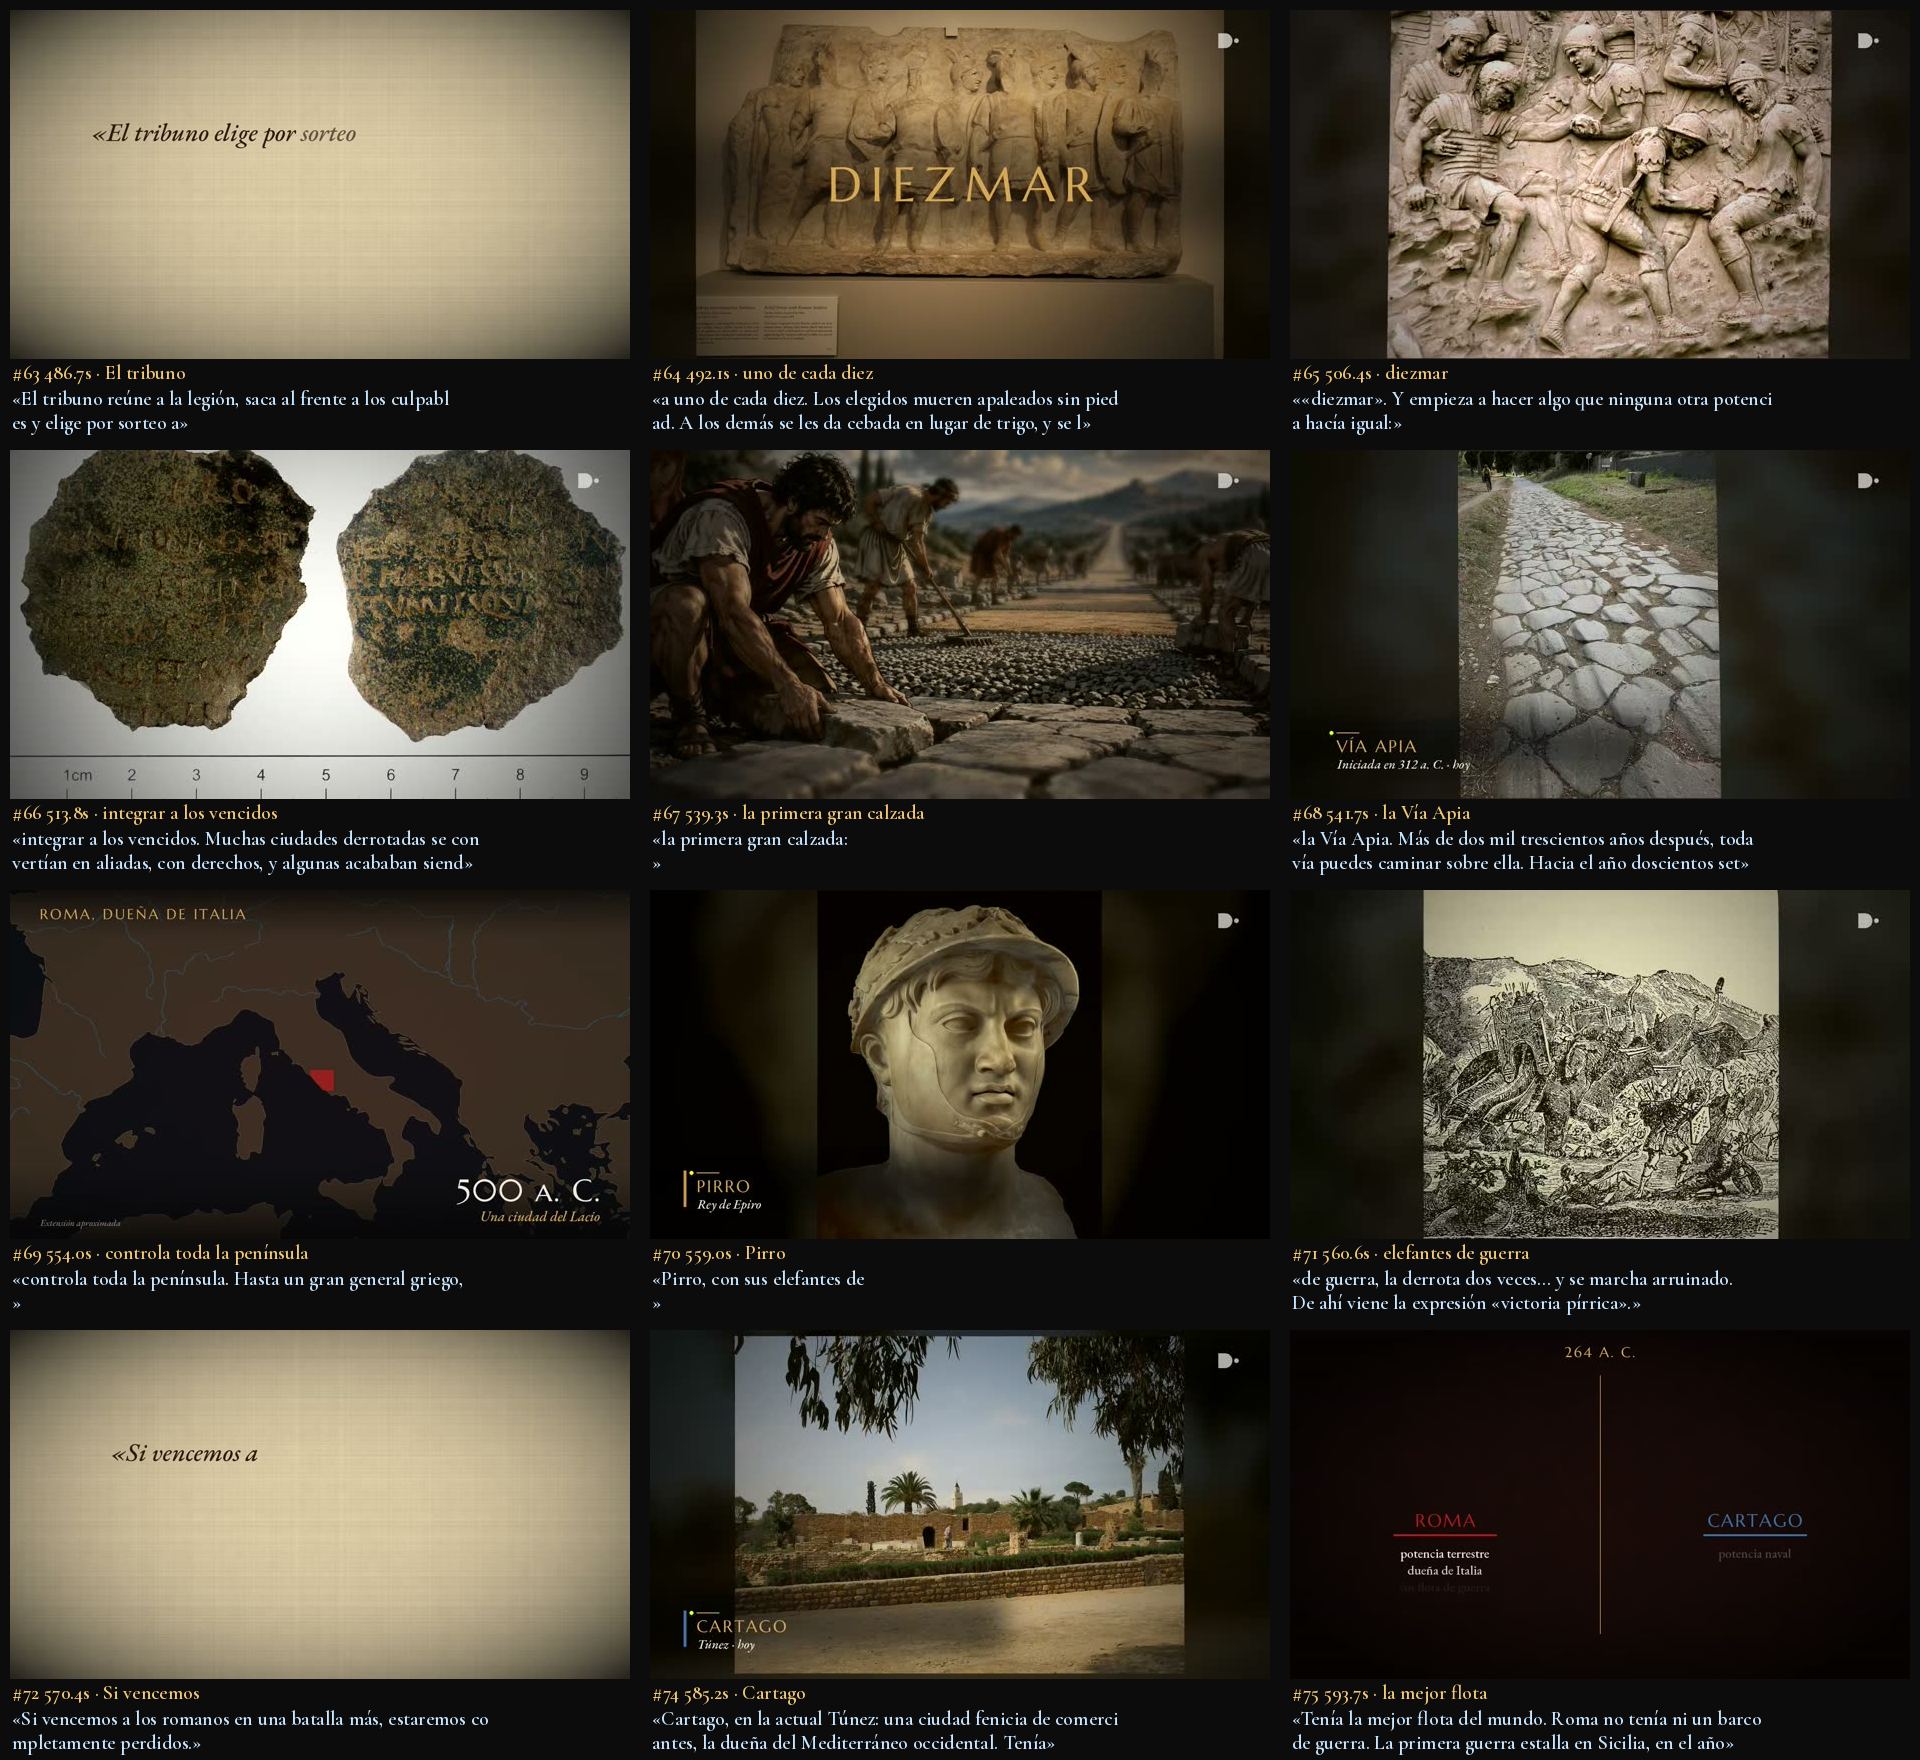 «El tribuno elige por sorteo
DIEZMAR
#63 486.7s · El tribuno
«El tribuno reúne a la legión, saca al frente a los culpabl
es y elige por sorteo a»
#64 492.1s · uno de cada diez
«a uno de cada diez. Los elegidos mueren apaleados sin pied
ad. A los demás se les da cebada en lugar de trigo, y se l»
#65 506.4s · diezmar
««diezmar». Y empieza a hacer algo que ninguna otra potenci
a hacía igual:»
1cm 2 3 4 5 6 7 8 9
VÍA APIA
Iniciada en 312 a. C. · hoy
#66 513.8s · integrar a los vencidos
«integrar a los vencidos. Muchas ciudades derrotadas se con
vertían en aliadas, con derechos, y algunas acababan siend»
#67 539.3s · la primera gran calzada
«la primera gran calzada:
»
#68 541.7s · la Vía Apia
«la Vía Apia. Más de dos mil trescientos años después, toda
vía puedes caminar sobre ella. Hacia el año doscientos set»
ROMA, DUEÑA DE ITALIA
500 A. C.
Una ciudad del Lacio
Extensión aproximada
PIRRO
Rey de Epiro
#69 554.0s · controla toda la península
«controla toda la península. Hasta un gran general griego,
»
#70 559.0s · Pirro
«Pirro, con sus elefantes de
»
#71 560.6s · elefantes de guerra
«de guerra, la derrota dos veces... y se marcha arruinado.
De ahí viene la expresión «victoria pírrica».»
«Si vencemos a
CARTAGO
Túnez · hoy
264 A. C.
ROMA
potencia terrestre
dueña de Italia
sin flota de guerra
CARTAGO
potencia naval
#72 570.4s · Si vencemos
«Si vencemos a los romanos en una batalla más, estaremos co
mpletamente perdidos.»
#74 585.2s · Cartago
«Cartago, en la actual Túnez: una ciudad fenicia de comerci
antes, la dueña del Mediterráneo occidental. Tenía»
#75 593.7s · la mejor flota
«Tenía la mejor flota del mundo. Roma no tenía ni un barco
de guerra. La primera guerra estalla en Sicilia, en el año»